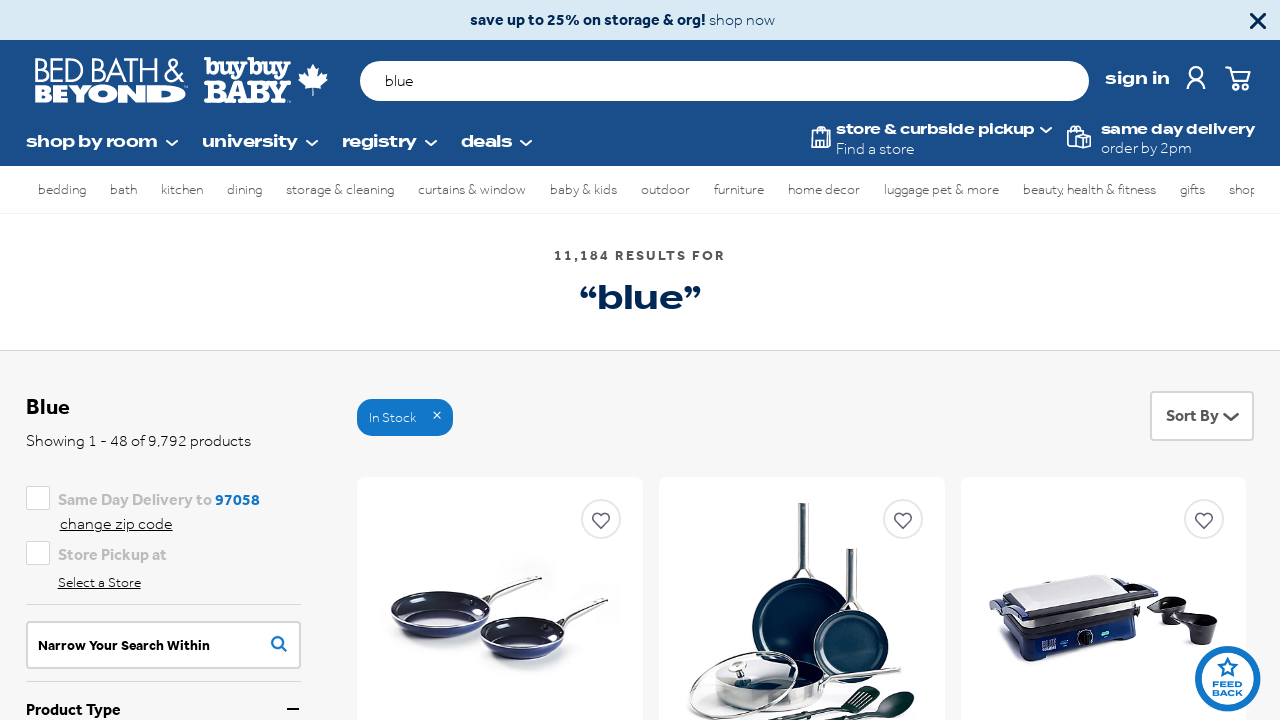 save up to 25% on storage & org! shop now
BED BATH &
BEYOND
buybuy
BABY
blue
sign in
shop by room
university
registry
deals
store & curbside pickup
Find a store
same day delivery
order by 2pm
bedding bath kitchen dining storage & cleaning curtains & window baby & kids outdoor furniture home decor luggage pet & more beauty, health & fitness gifts shop
11,184 RESULTS FOR
“blue”
Blue
Showing 1 - 48 of 9,792 products
In Stock ×
Sort By
Same Day Delivery to 97058
change zip code
Store Pickup at
Select a Store
Narrow Your Search Within
Product Type
FEED
BACK